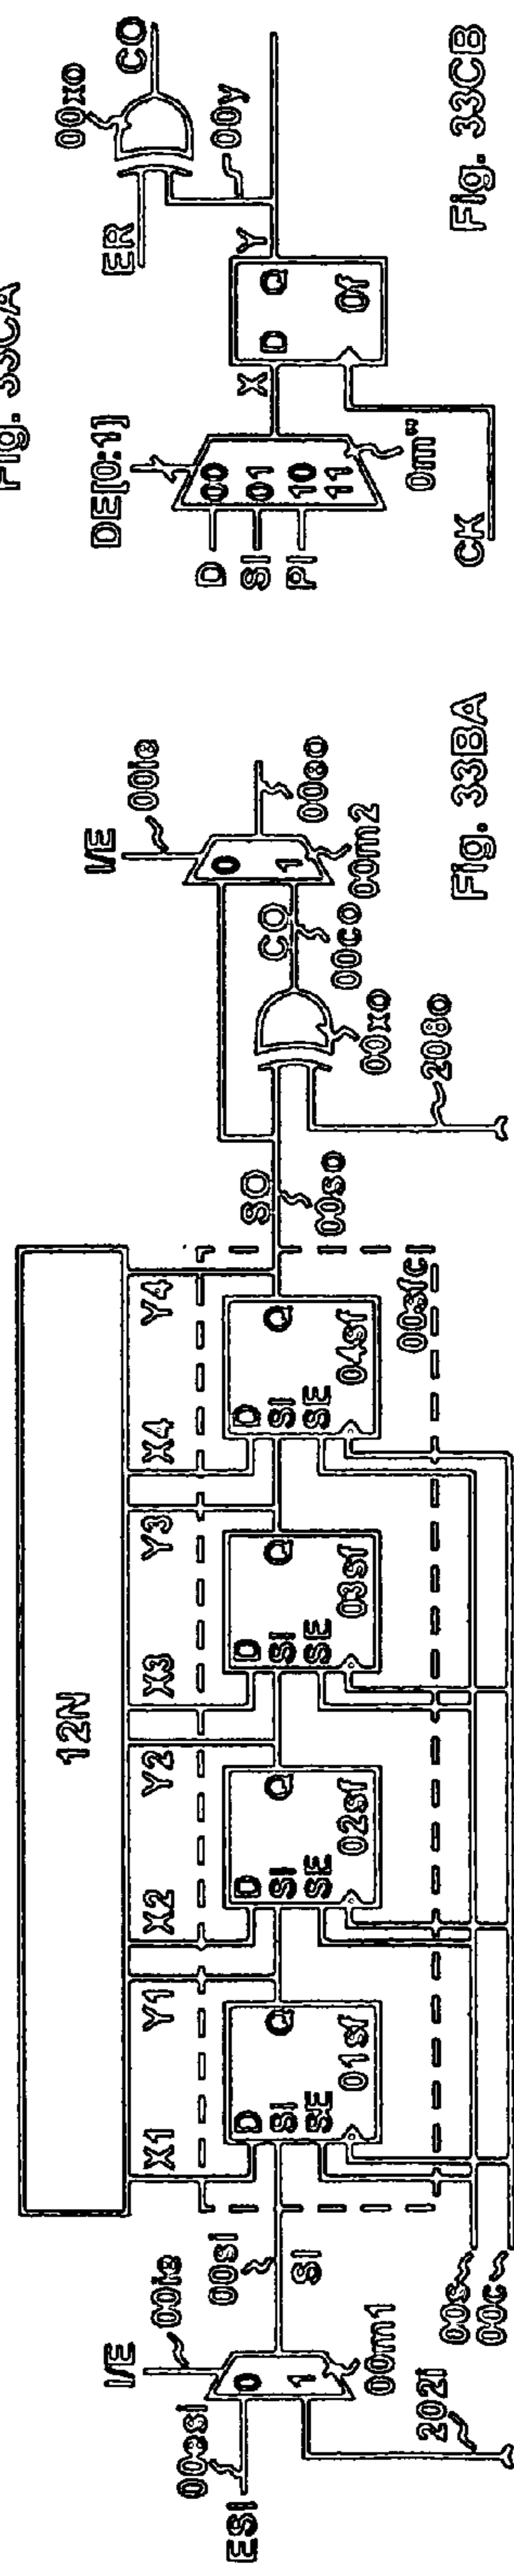 Fig. 33CA
ESI
00esi
I/E
00ie
0
1
00m1
202i
00si
SI
12N
X1
Y1
X2
Y2
X3
Y3
X4
Y4
D
SI
SE
Q
01sf
D
SI
SE
Q
02sf
D
SI
SE
Q
03sf
D
SI
SE
Q
04sf
00sfc
00s
00c
SO
00so
00xo
208o
CO
00co
I/E
00ie
0
1
00m2
00eo
Fig. 33BA
DE[0:1]
D
SI
PI
00
01
10
11
0m"
X
D
Q
0f
CK
Y
00y
ER
00xo
CO
Fig. 33CB